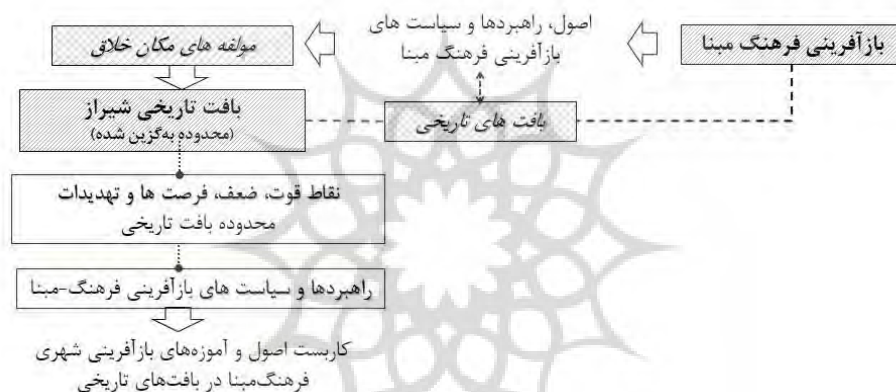 بازآفرینی فرهنگ مبنا
اصول، راهبردها و سیاست های
بازآفرینی فرهنگ مبنا
مولفه های مکان خلاق
بافت های تاریخی
بافت تاریخی شیراز
(محدوده به‌گزین شده)
نقاط قوت، ضعف، فرصت ها و تهدیدات
محدوده بافت تاریخی
راهبردها و سیاست های بازآفرینی فرهنگ-مبنا
کاربست اصول و آموزه‌های بازآفرینی شهری
فرهنگ‌مبنا در بافت‌های تاریخی